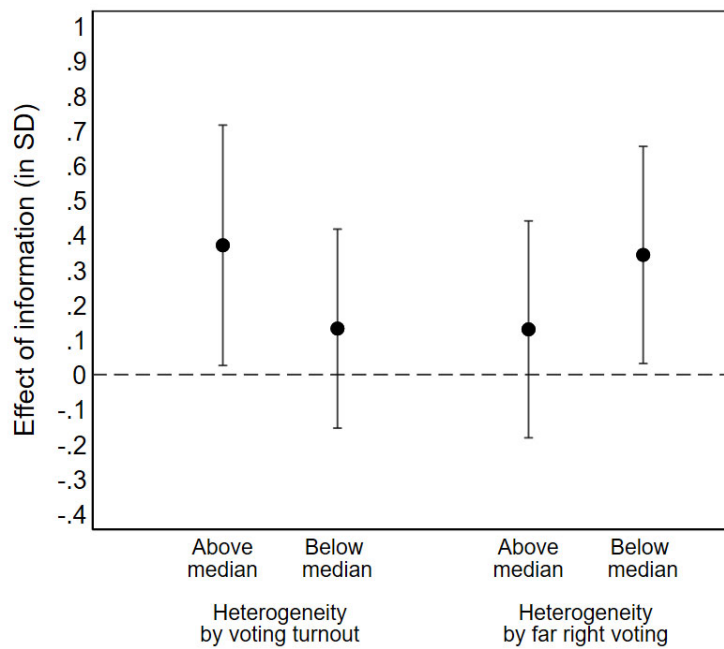 Effect of information (in SD)
1
.9
.8
.7
.6
.5
.4
.3
.2
.1
0
-.1
-.2
-.3
-.4
Above
median
Below
median
Above
median
Below
median
Heterogeneity
by voting turnout
Heterogeneity
by far right voting